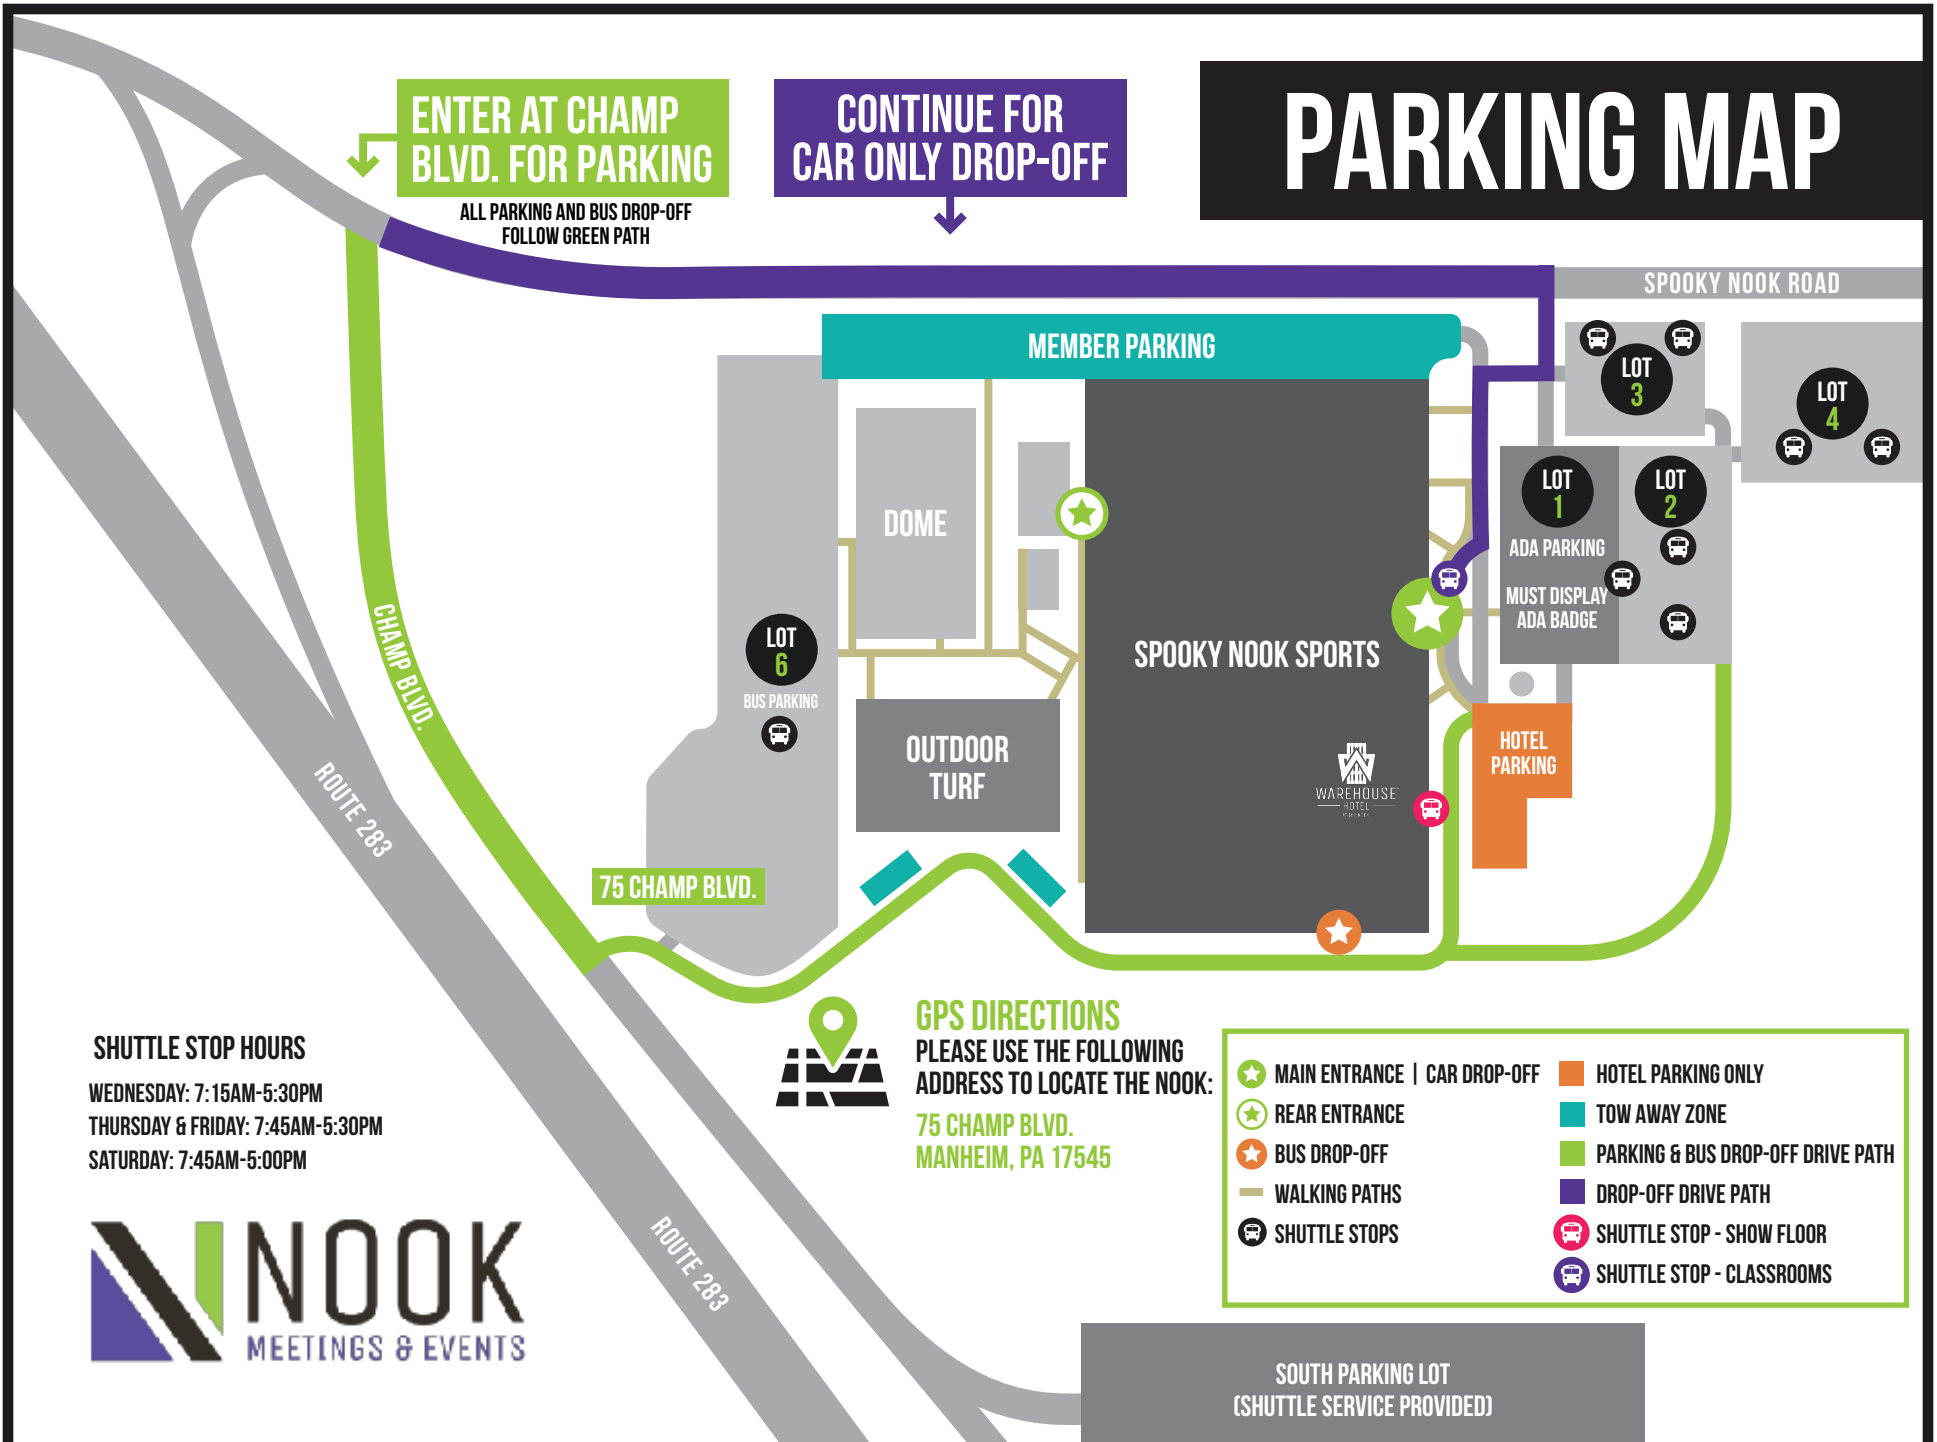 ENTER AT CHAMP
BLVD. FOR PARKING
ALL PARKING AND BUS DROP-OFF
FOLLOW GREEN PATH
CONTINUE FOR
CAR ONLY DROP-OFF
PARKING MAP
SPOOKY NOOK ROAD
MEMBER PARKING
LOT
3
LOT
4
LOT
1
ADA PARKING
MUST DISPLAY
ADA BADGE
LOT
2
DOME
CHAMP BLVD.
LOT
6
BUS PARKING
SPOOKY NOOK SPORTS
OUTDOOR
TURF
HOTEL
PARKING
WAREHOUSE
HOTEL
ROUTE 283
75 CHAMP BLVD.
GPS DIRECTIONS
PLEASE USE THE FOLLOWING
ADDRESS TO LOCATE THE NOOK:
75 CHAMP BLVD.
MANHEIM, PA 17545
SHUTTLE STOP HOURS
WEDNESDAY: 7:15AM-5:30PM
THURSDAY & FRIDAY: 7:45AM-5:30PM
SATURDAY: 7:45AM-5:00PM
MAIN ENTRANCE | CAR DROP-OFF
REAR ENTRANCE
BUS DROP-OFF
WALKING PATHS
SHUTTLE STOPS
HOTEL PARKING ONLY
TOW AWAY ZONE
PARKING & BUS DROP-OFF DRIVE PATH
DROP-OFF DRIVE PATH
SHUTTLE STOP - SHOW FLOOR
SHUTTLE STOP - CLASSROOMS
ROUTE 283
NOOK
MEETINGS & EVENTS
SOUTH PARKING LOT
(SHUTTLE SERVICE PROVIDED)